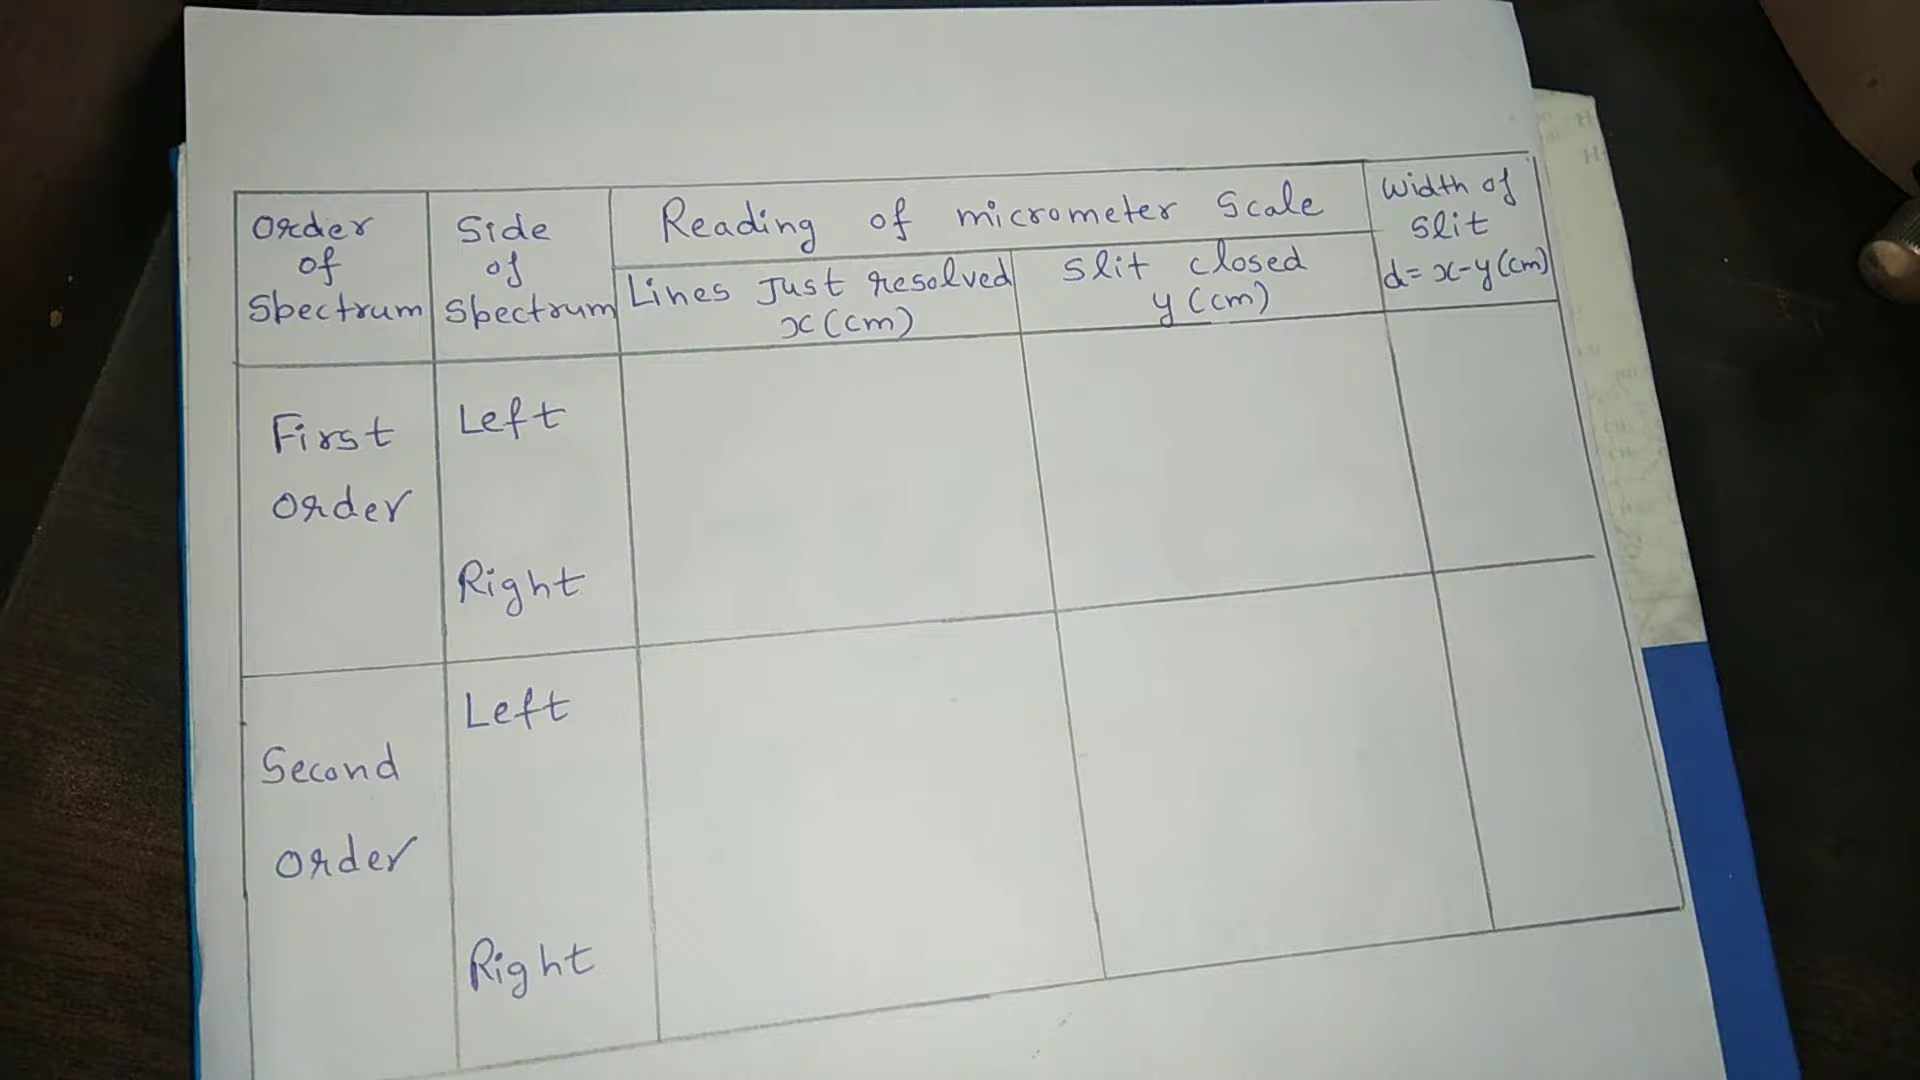 Order
of
Spectrum
Side
of
Spectrum
Reading of micrometer Scale
Lines Just resolved
x (cm)
Slit closed
y (cm)
Width of
Slit
d = x-y (cm)
First
Order
Left
Right
Second
Order
Left
Right